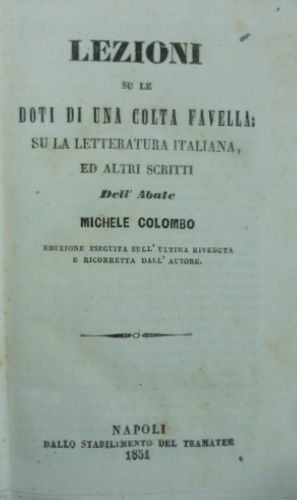 LEZIONI
SU LE
DOTI DI UNA COLTA FAVELLA;
SU LA LETTERATURA ITALIANA,
ED ALTRI SCRITTI
Dell' Abate
MICHELE COLOMBO
EDIZIONE ESEGUITA SULL' ULTIMA RIVEDUTA
E RICORRETTA DALL' AUTORE.
NAPOLI
DALLO STABILIMENTO DEL TRAMATER
1851